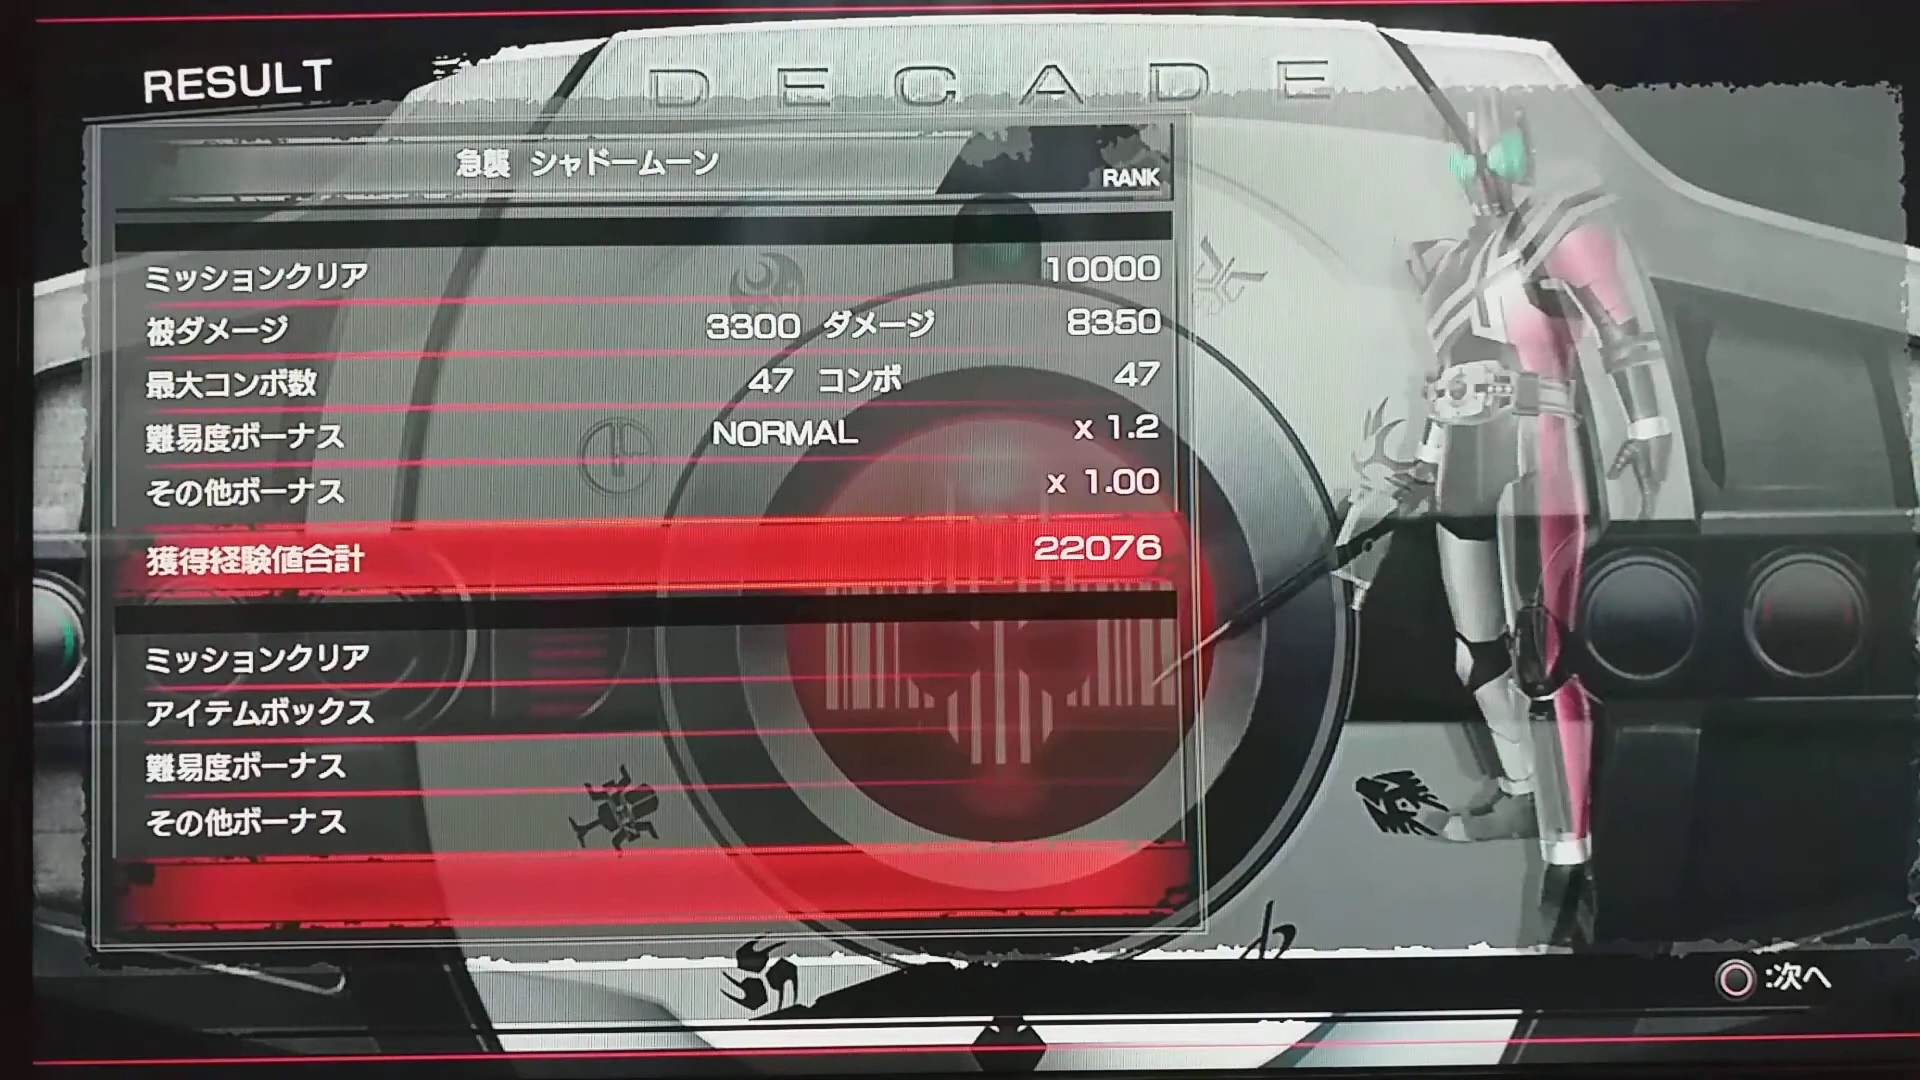 DECADE
RESULT
急襲 シャドームーン
RANK
ミッションクリア 10000
被ダメージ 3300 ダメージ 8350
最大コンボ数 47 コンボ 47
難易度ボーナス NORMAL x 1.2
その他ボーナス x 1.00
獲得経験値合計 22076
ミッションクリア
アイテムボックス
難易度ボーナス
その他ボーナス
:次へ